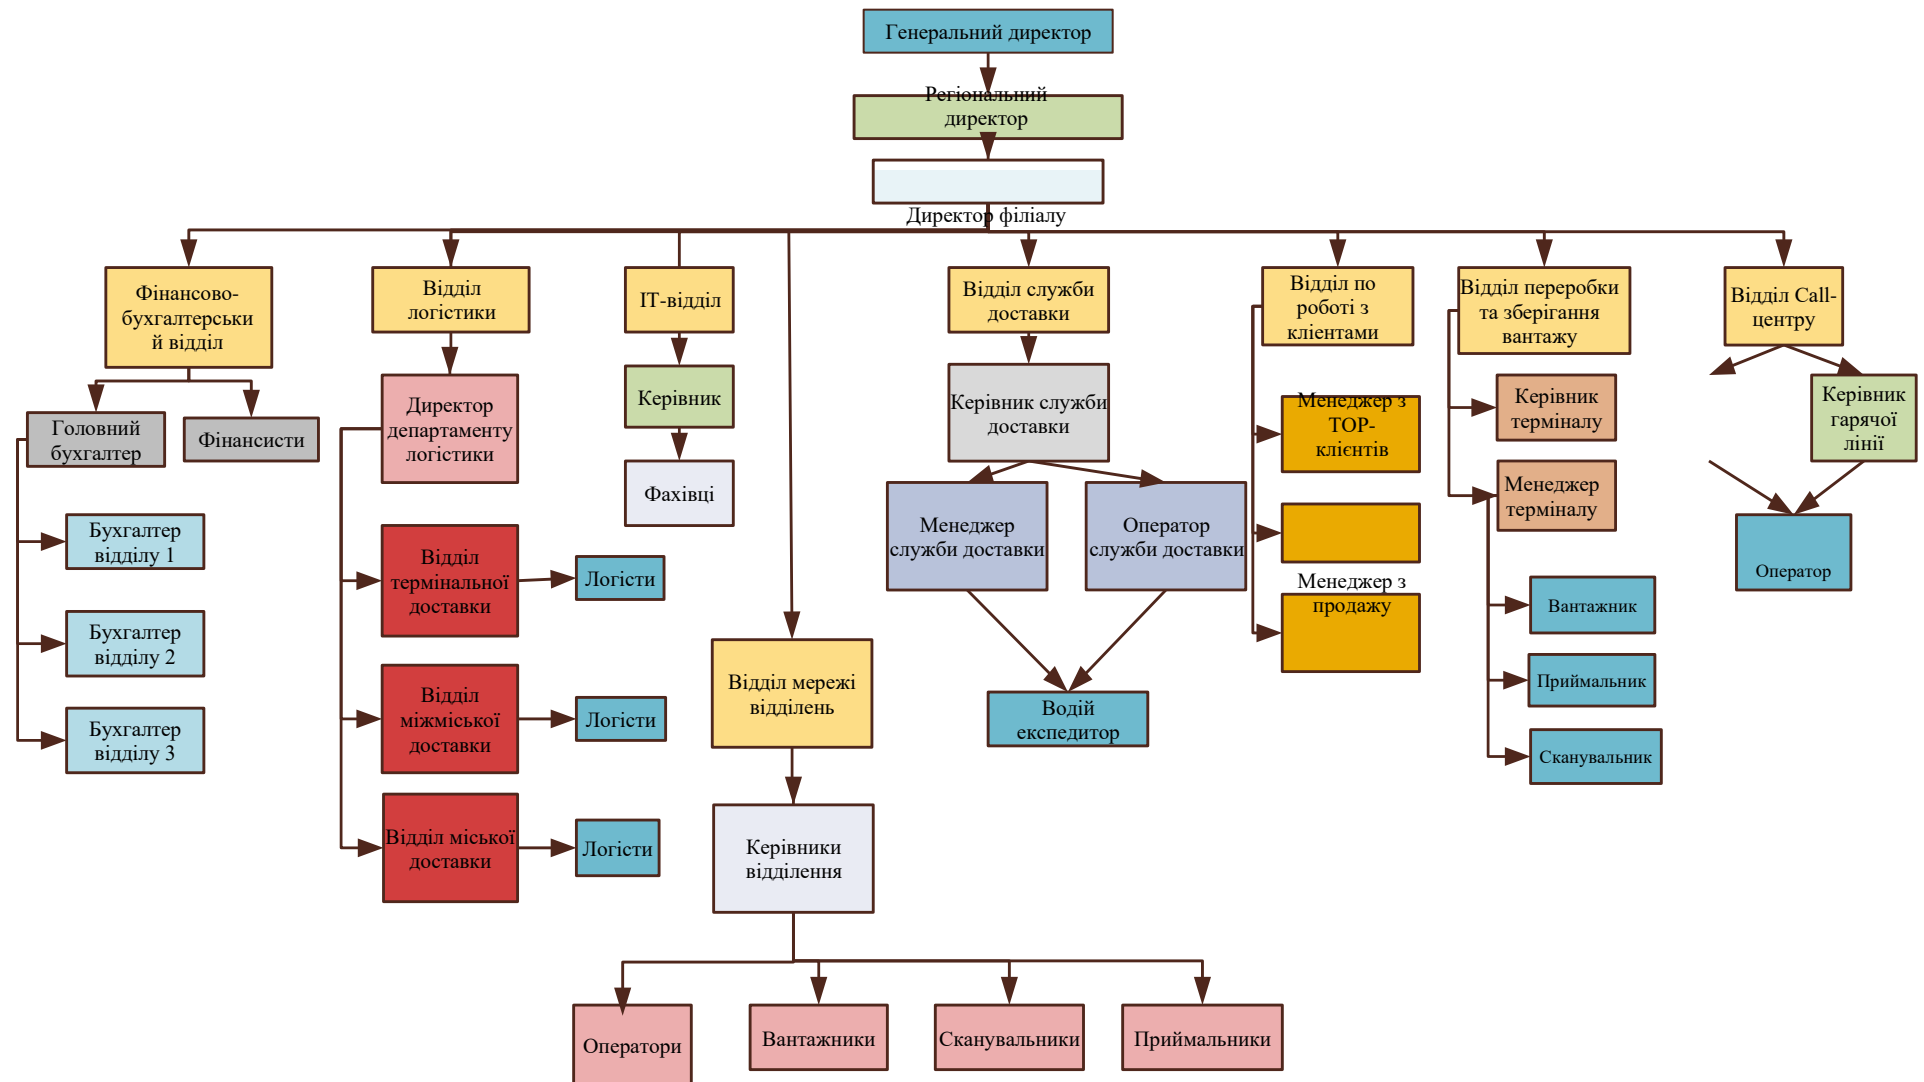 Генеральний директор
Регіональний
директор
Директор філіалу
Фінансово-
бухгалтерськи
й відділ
Відділ
логістики
ІТ-відділ
Відділ служби
доставки
Відділ по
роботі з
кліентами
Відділ переробки
та зберігання
вантажу
Відділ Call-
центру
Головний
бухгалтер
Фінансисти
Директор
департаменту
логістики
Керівник
Фахівці
Керівник служби
доставки
Менеджер
служби доставки
Оператор
служби доставки
Менеджер з
ТОР-
клієнтів
Керівник
терміналу
Менеджер
терміналу
Керівник
гарячої
лінії
Оператор
Бухгалтер
відділу 1
Бухгалтер
відділу 2
Бухгалтер
відділу 3
Відділ
термінальної
доставки
Логісти
Відділ
міжміської
доставки
Логісти
Відділ міської
доставки
Логісти
Відділ мережі
відділень
Керівники
відділення
Водій
експедитор
Менеджер з
продажу
Вантажник
Приймальник
Сканувальник
Оператори
Вантажники
Сканувальники
Приймальники